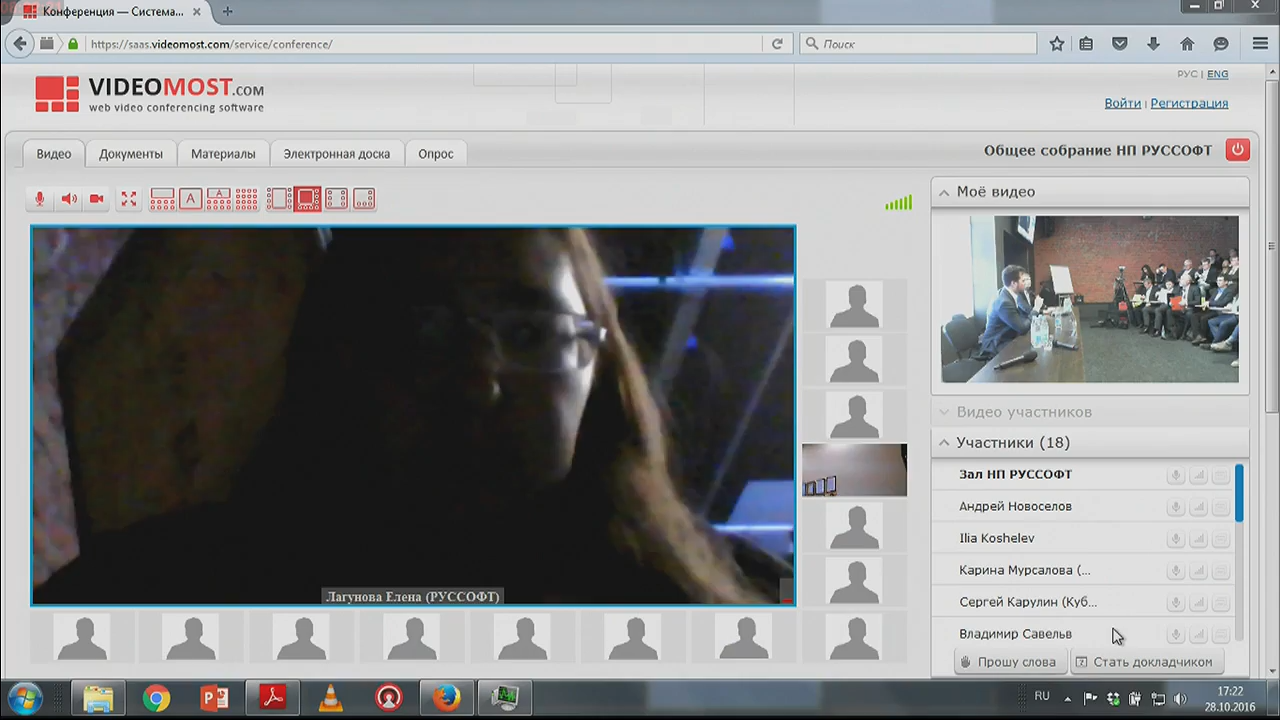 Конференция — Система...
https://saas.videomost.com/service/conference/
Поиск
VIDEOMOST.COM
web video conferencing software
РУС | ENG
Войти | Регистрация
Видео
Документы
Материалы
Электронная доска
Опрос
Общее собрание НП РУССОФТ
A
A
Моё видео
Видео участников
Участники (18)
Зал НП РУССОФТ
Андрей Новоселов
Ilia Koshelev
Карина Мурсалова (...
Сергей Карулин (Куб...
Владимир Савельв
Прошу слова
Стать докладчиком
Лагунова Елена (РУССОФТ)
RU
17:22
28.10.2016